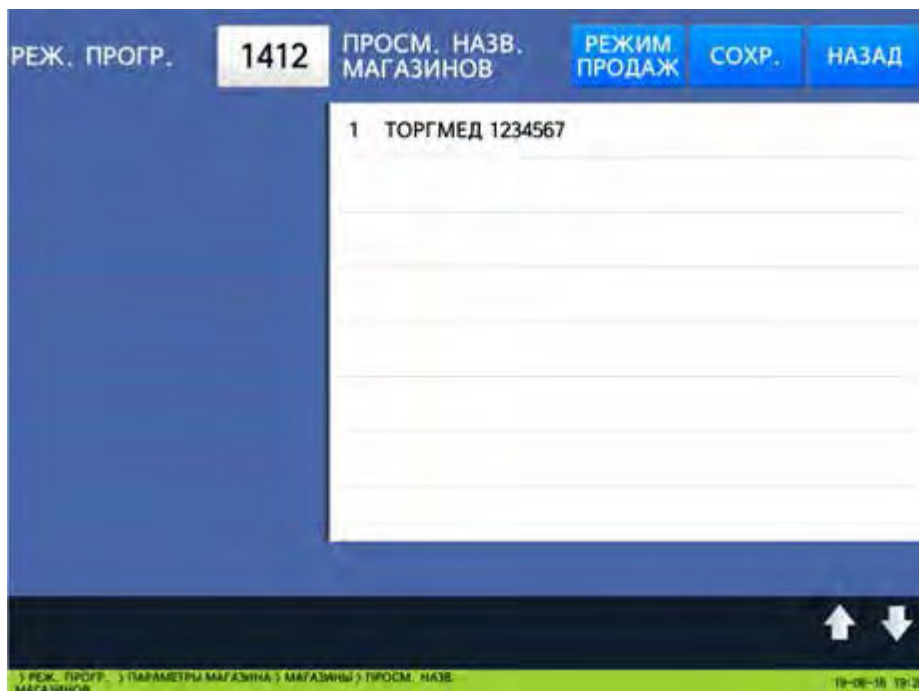 РЕЖ. ПРОГР.
1412
ПРОСМ. НАЗВ.
МАГАЗИНОВ
РЕЖИМ
ПРОДАЖ
СОХР.
НАЗАД
1 ТОРГМЕД 1234567
> РЕЖ. ПРОГР. > ПАРАМЕТРЫ МАГАЗИНА > МАГАЗИНЫ > ПРОСМ. НАЗВ.
МАГАЗИНОВ